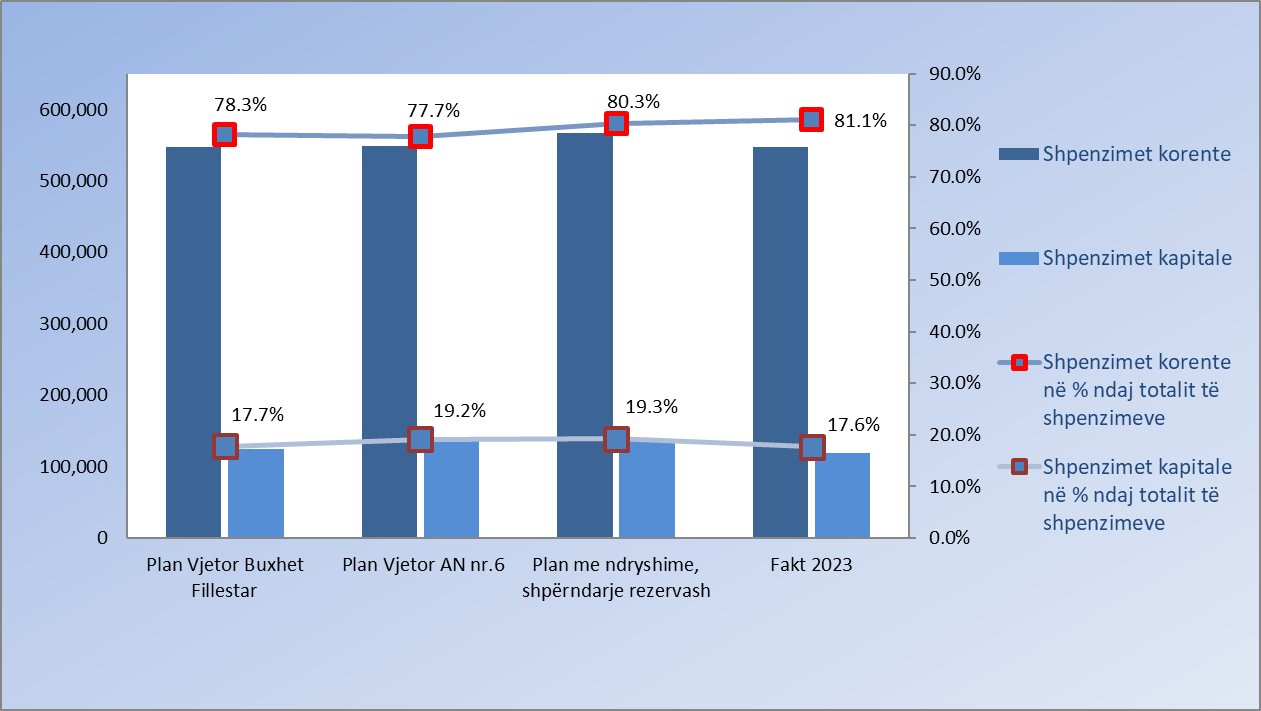 600,000
500,000
400,000
300,000
200,000
100,000
0
78.3%
77.7%
80.3%
81.1%
17.7%
19.2%
19.3%
17.6%
90.0%
80.0%
70.0%
60.0%
50.0%
40.0%
30.0%
20.0%
10.0%
0.0%
Plan Vjetor Buxhet
Fillestar
Plan Vjetor AN nr.6
Plan me ndryshime,
shpërndarje rezervash
Fakt 2023
Shpenzimet korente
Shpenzimet kapitale
Shpenzimet korente
në % ndaj totalit të
shpenzimeve
Shpenzimet kapitale
në % ndaj totalit të
shpenzimeve